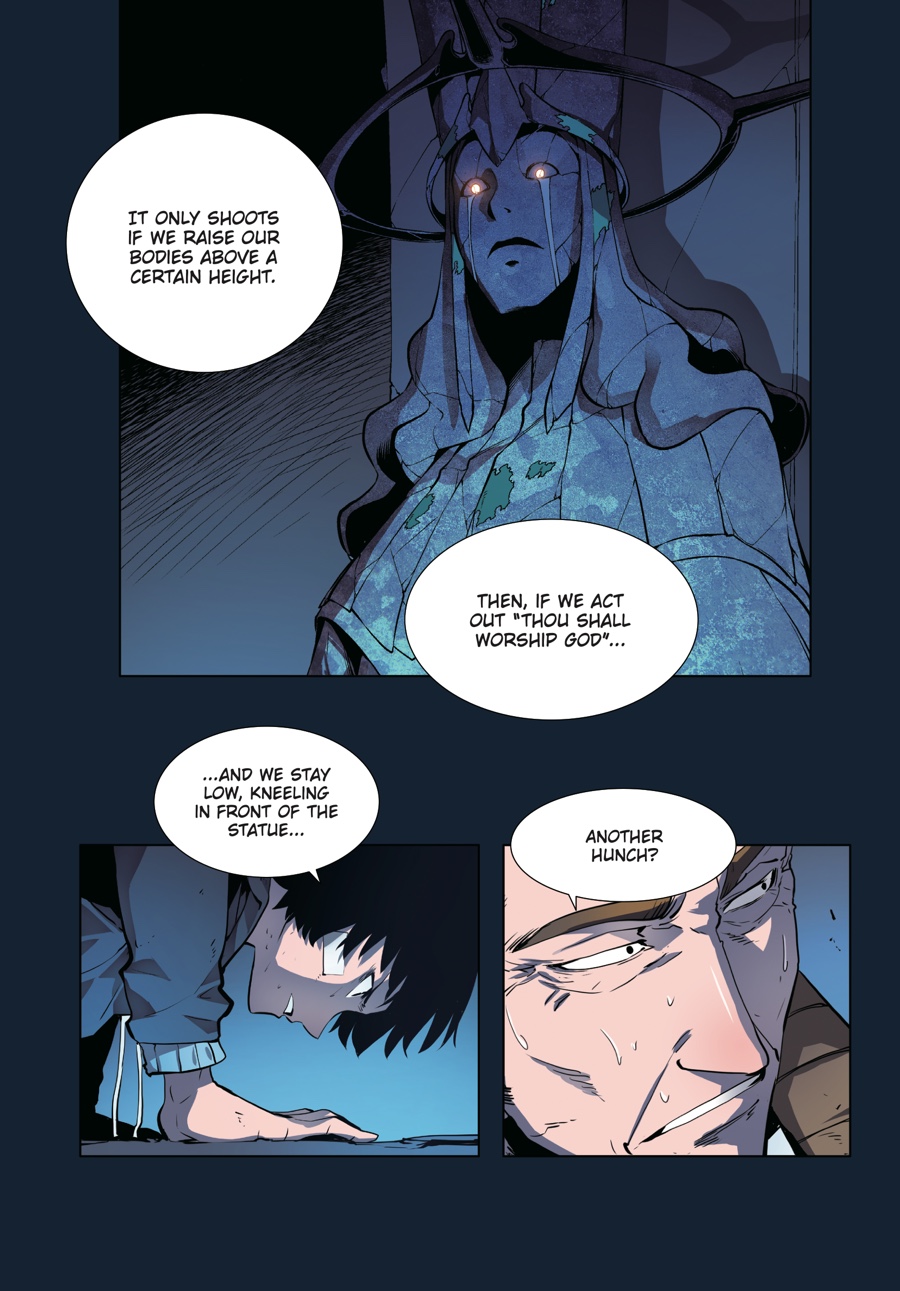 IT ONLY SHOOTS
IF WE RAISE OUR
BODIES ABOVE A
CERTAIN HEIGHT.
THEN, IF WE ACT
OUT "THOU SHALL
WORSHIP GOD"...
...AND WE STAY
LOW, KNEELING
IN FRONT OF THE
STATUE...
ANOTHER
HUNCH?